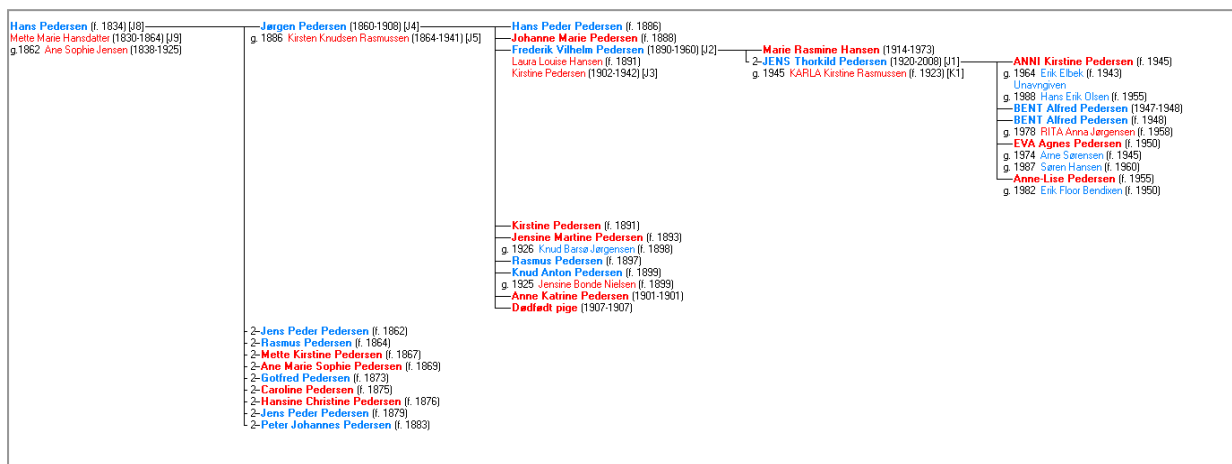 Hans Pedersen (f. 1834) [J8]
Mette Marie Hansdatter (1830-1864) [J9]
g.1862 Ane Sophie Jensen (1838-1925)
Jørgen Pedersen (1860-1908) [J4]
g. 1886 Kirsten Knudsen Rasmussen (1864-1941) [J5]
Hans Peder Pedersen (f. 1886)
Johanne Marie Pedersen (f. 1888)
Frederik Vilhelm Pedersen (1890-1960) [J2]
Laura Louise Hansen (f. 1891)
Kirstine Pedersen (1902-1942) [J3]
Marie Rasmine Hansen (1914-1973)
2-JENS Thorkild Pedersen (1920-2008) [J1]
g. 1945 KARLA Kirstine Rasmussen (f. 1923) [K1]
ANNI Kirstine Pedersen (f. 1945)
g. 1964 Erik Elbek (f. 1943)
Unavngiven
g. 1988 Hans Erik Olsen (f. 1955)
BENT Alfred Pedersen (1947-1948)
BENT Alfred Pedersen (f. 1948)
g. 1978 RITA Anna Jørgensen (f. 1958)
EVA Agnes Pedersen (f. 1950)
g. 1974 Arne Sørensen (f. 1945)
g. 1987 Søren Hansen (f. 1960)
Anne-Lise Pedersen (f. 1955)
g. 1982 Erik Floor Bendixen (f. 1950)
Kirstine Pedersen (f. 1891)
Jensine Martine Pedersen (f. 1893)
g. 1926 Knud Barsø Jørgensen (f. 1898)
Rasmus Pedersen (f. 1897)
Knud Anton Pedersen (f. 1899)
g. 1925 Jensine Bonde Nielsen (f. 1899)
Anne Katrine Pedersen (1901-1901)
Dødfødt pige (1907-1907)
2-Jens Peder Pedersen (f. 1862)
2-Rasmus Pedersen (f. 1864)
2-Mette Kirstine Pedersen (f. 1867)
2-Ane Marie Sophie Pedersen (f. 1869)
2-Gotfred Pedersen (f. 1873)
2-Caroline Pedersen (f. 1875)
2-Hansine Christine Pedersen (f. 1876)
2-Jens Peder Pedersen (f. 1879)
2-Peter Johannes Pedersen (f. 1883)